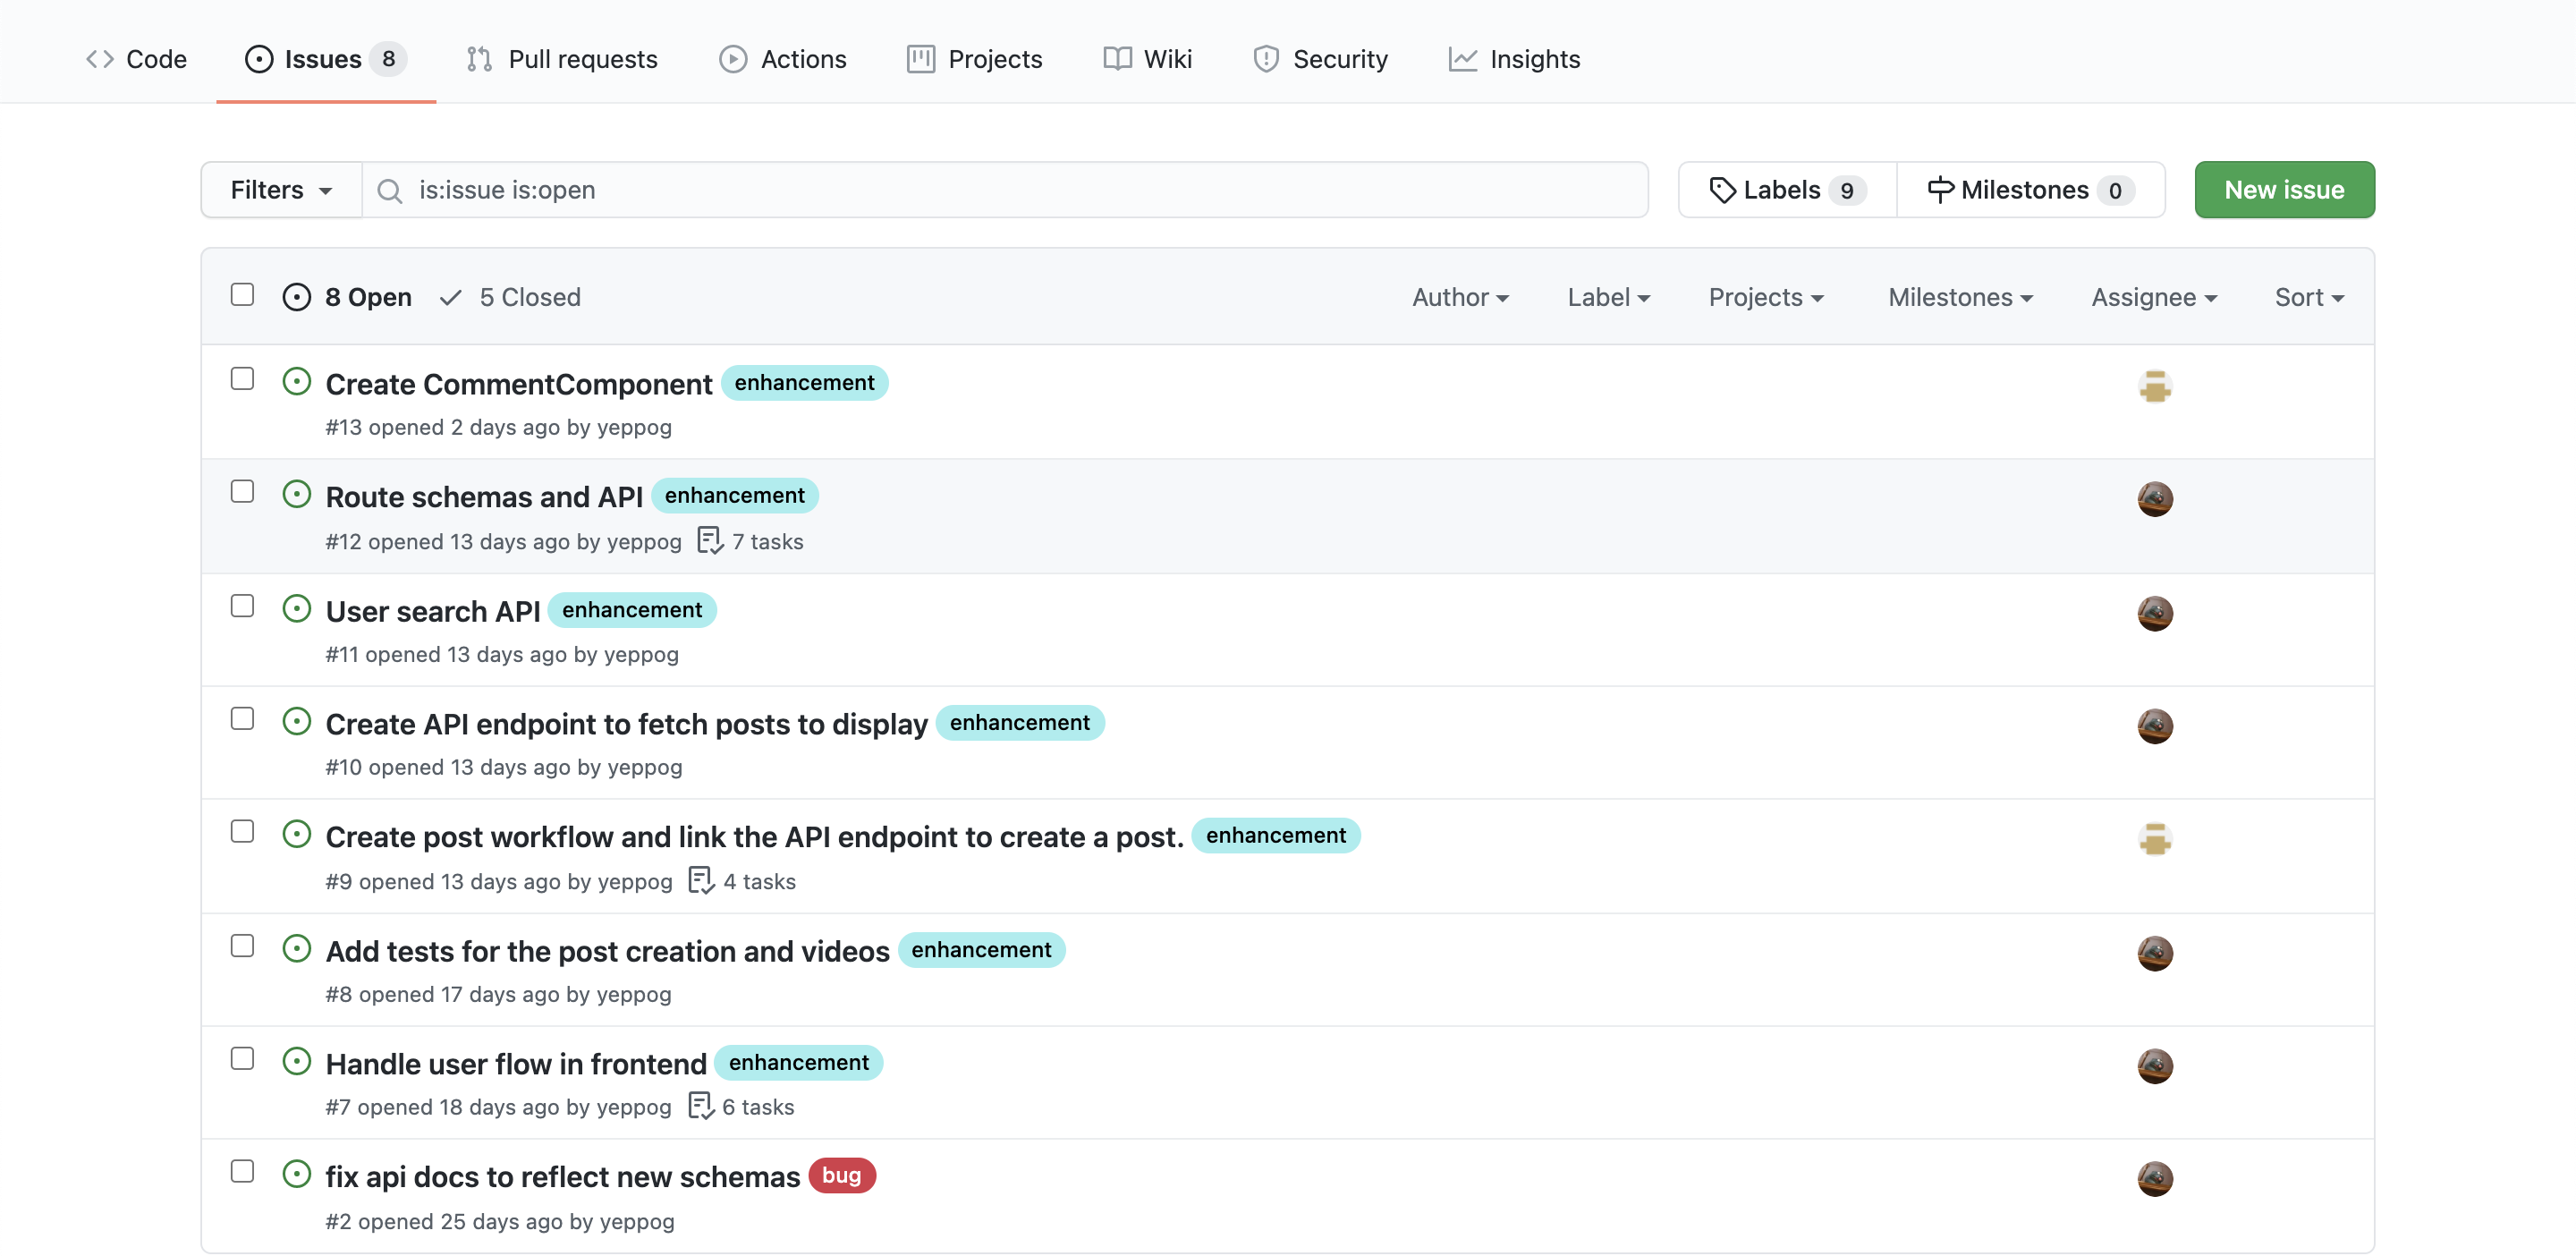 Code Issues 8 Pull requests Actions Projects Wiki Security Insights
Filters is:issue is:open Labels 9 Milestones 0 New issue
8 Open 5 Closed Author Label Projects Milestones Assignee Sort
Create CommentComponent enhancement
#13 opened 2 days ago by yeppog
Route schemas and API enhancement
#12 opened 13 days ago by yeppog 7 tasks
User search API enhancement
#11 opened 13 days ago by yeppog
Create API endpoint to fetch posts to display enhancement
#10 opened 13 days ago by yeppog
Create post workflow and link the API endpoint to create a post. enhancement
#9 opened 13 days ago by yeppog 4 tasks
Add tests for the post creation and videos enhancement
#8 opened 17 days ago by yeppog
Handle user flow in frontend enhancement
#7 opened 18 days ago by yeppog 6 tasks
fix api docs to reflect new schemas bug
#2 opened 25 days ago by yeppog